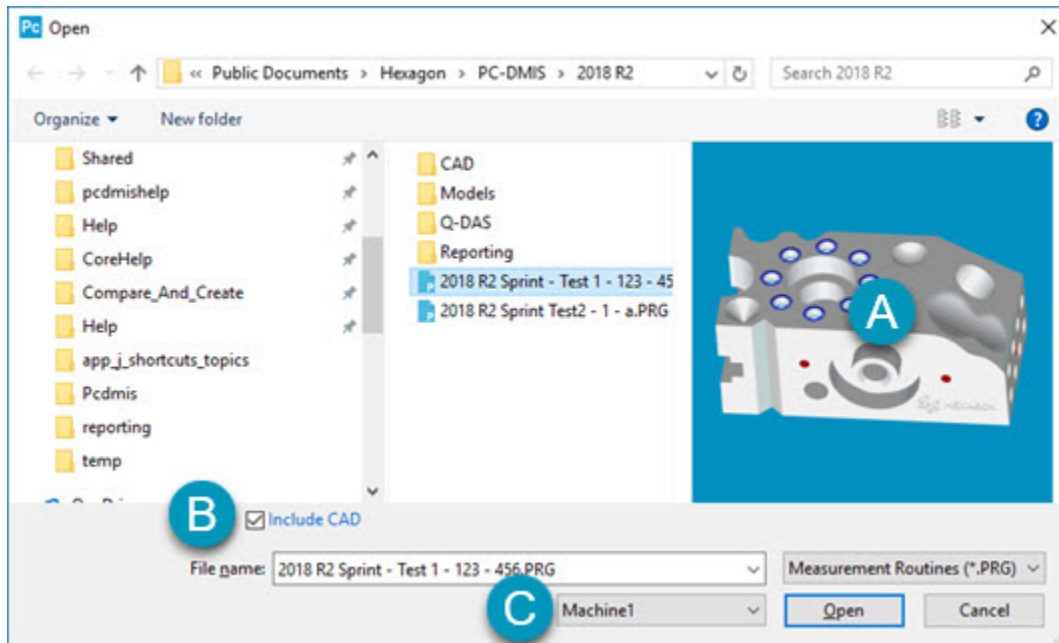 Pc Open
« Public Documents > Hexagon > PC-DMIS > 2018 R2
Search 2018 R2
Organize
New folder
?
Shared
pcdmishelp
Help
CoreHelp
Compare_And_Create
Help
app_j_shortcuts_topics
Pcdmis
reporting
temp
CAD
Models
Q-DAS
Reporting
2018 R2 Sprint - Test 1 - 123 - 45
2018 R2 Sprint Test2 - 1 - a.PRG
A
HEXAGON
B
Include CAD
File name: 2018 R2 Sprint - Test 1 - 123 - 456.PRG
Measurement Routines (*.PRG)
C
Machine1
Open
Cancel